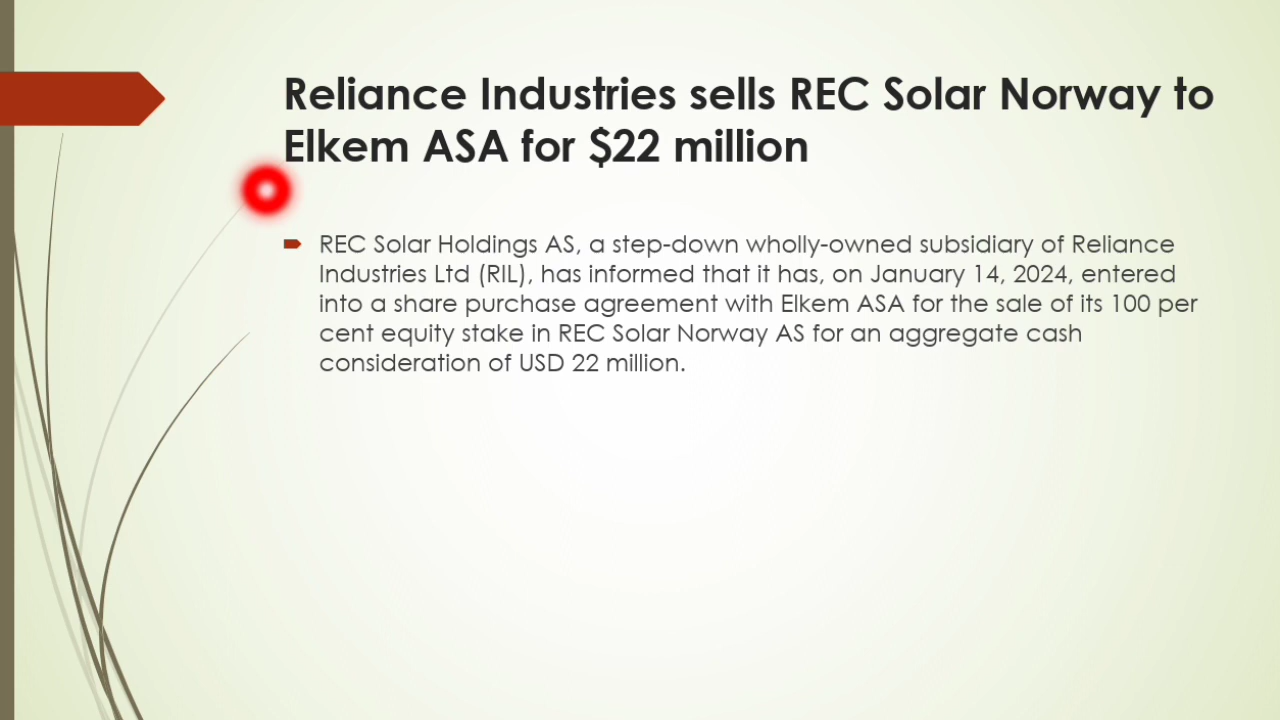 Reliance Industries sells REC Solar Norway to
Elkem ASA for $22 million
REC Solar Holdings AS, a step-down wholly-owned subsidiary of Reliance
Industries Ltd (RIL), has informed that it has, on January 14, 2024, entered
into a share purchase agreement with Elkem ASA for the sale of its 100 per
cent equity stake in REC Solar Norway AS for an aggregate cash
consideration of USD 22 million.